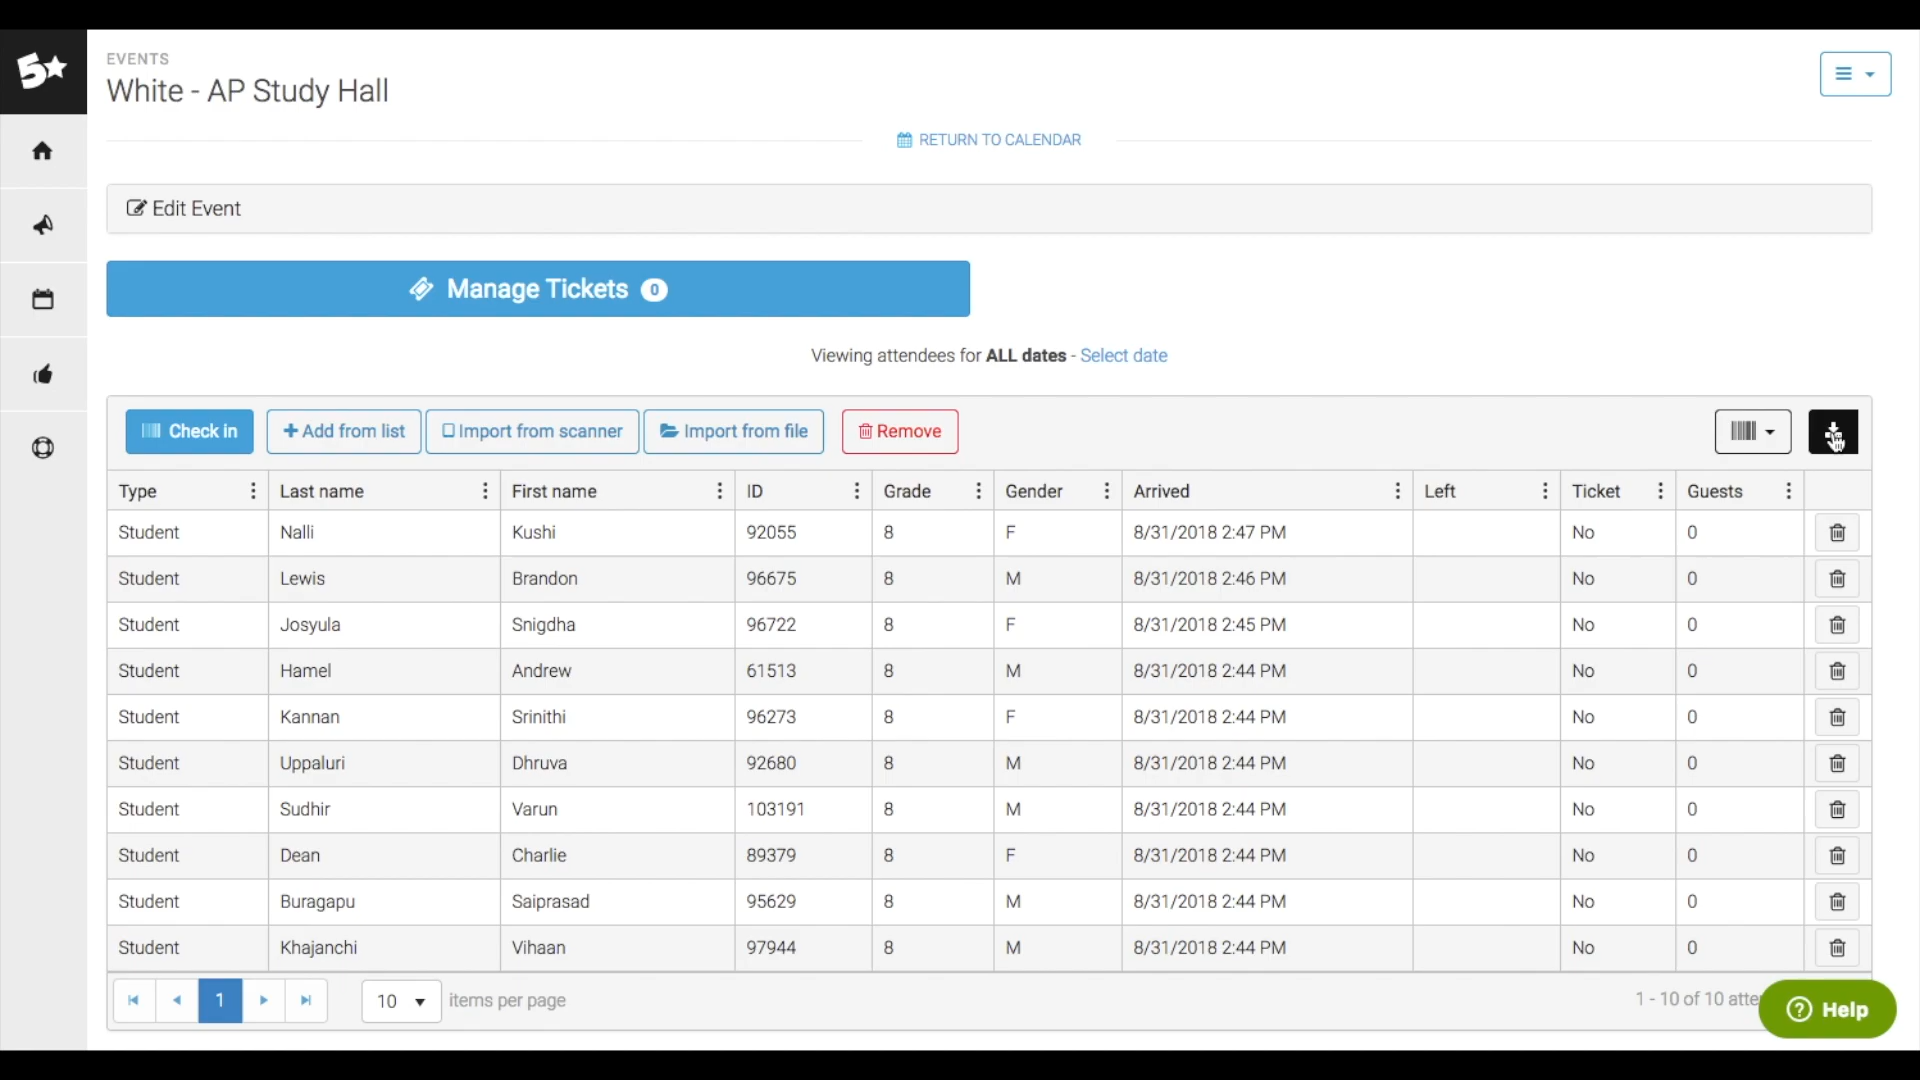 5
EVENTS
White - AP Study Hall
RETURN TO CALENDAR
Edit Event
Manage Tickets 0
Viewing attendees for ALL dates - Select date
Check in Add from list Import from scanner Import from file Remove
Type Last name First name ID Grade Gender Arrived Left Ticket Guests
Student Nalli Kushi 92055 8 F 8/31/2018 2:47 PM No 0
Student Lewis Brandon 96675 8 M 8/31/2018 2:46 PM No 0
Student Josyula Snigdha 96722 8 F 8/31/2018 2:45 PM No 0
Student Hamel Andrew 61513 8 M 8/31/2018 2:44 PM No 0
Student Kannan Srinithi 96273 8 F 8/31/2018 2:44 PM No 0
Student Uppaluri Dhruva 92680 8 M 8/31/2018 2:44 PM No 0
Student Sudhir Varun 103191 8 M 8/31/2018 2:44 PM No 0
Student Dean Charlie 89379 8 F 8/31/2018 2:44 PM No 0
Student Buragapu Saiprasad 95629 8 M 8/31/2018 2:44 PM No 0
Student Khajanchi Vihaan 97944 8 M 8/31/2018 2:44 PM No 0
1 10 items per page 1 - 10 of 10
Help